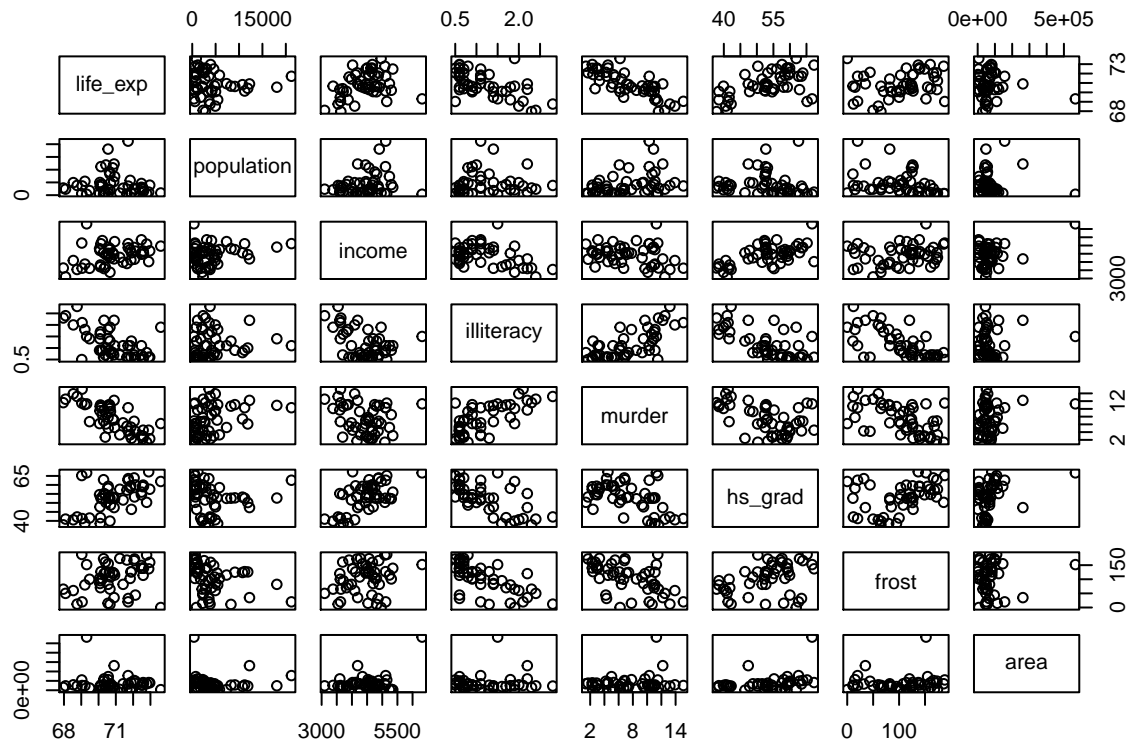 0 15000 0.5 2.0 40 55 0e+00 5e+05
life_exp 68 73
0 population
income 3000
0.5 illiteracy
murder 2 12
40 65 hs_grad
frost 0 150
0e+00 area
68 71 3000 5500 2 8 14 0 100